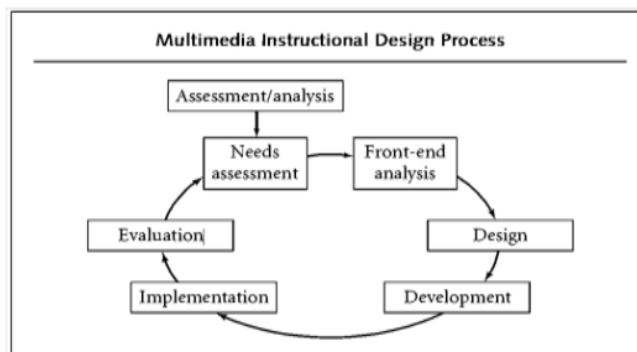 Multimedia Instructional Design Process
Assessment/analysis
Needs
assessment
Front-end
analysis
Evaluation
Design
Implementation
Development